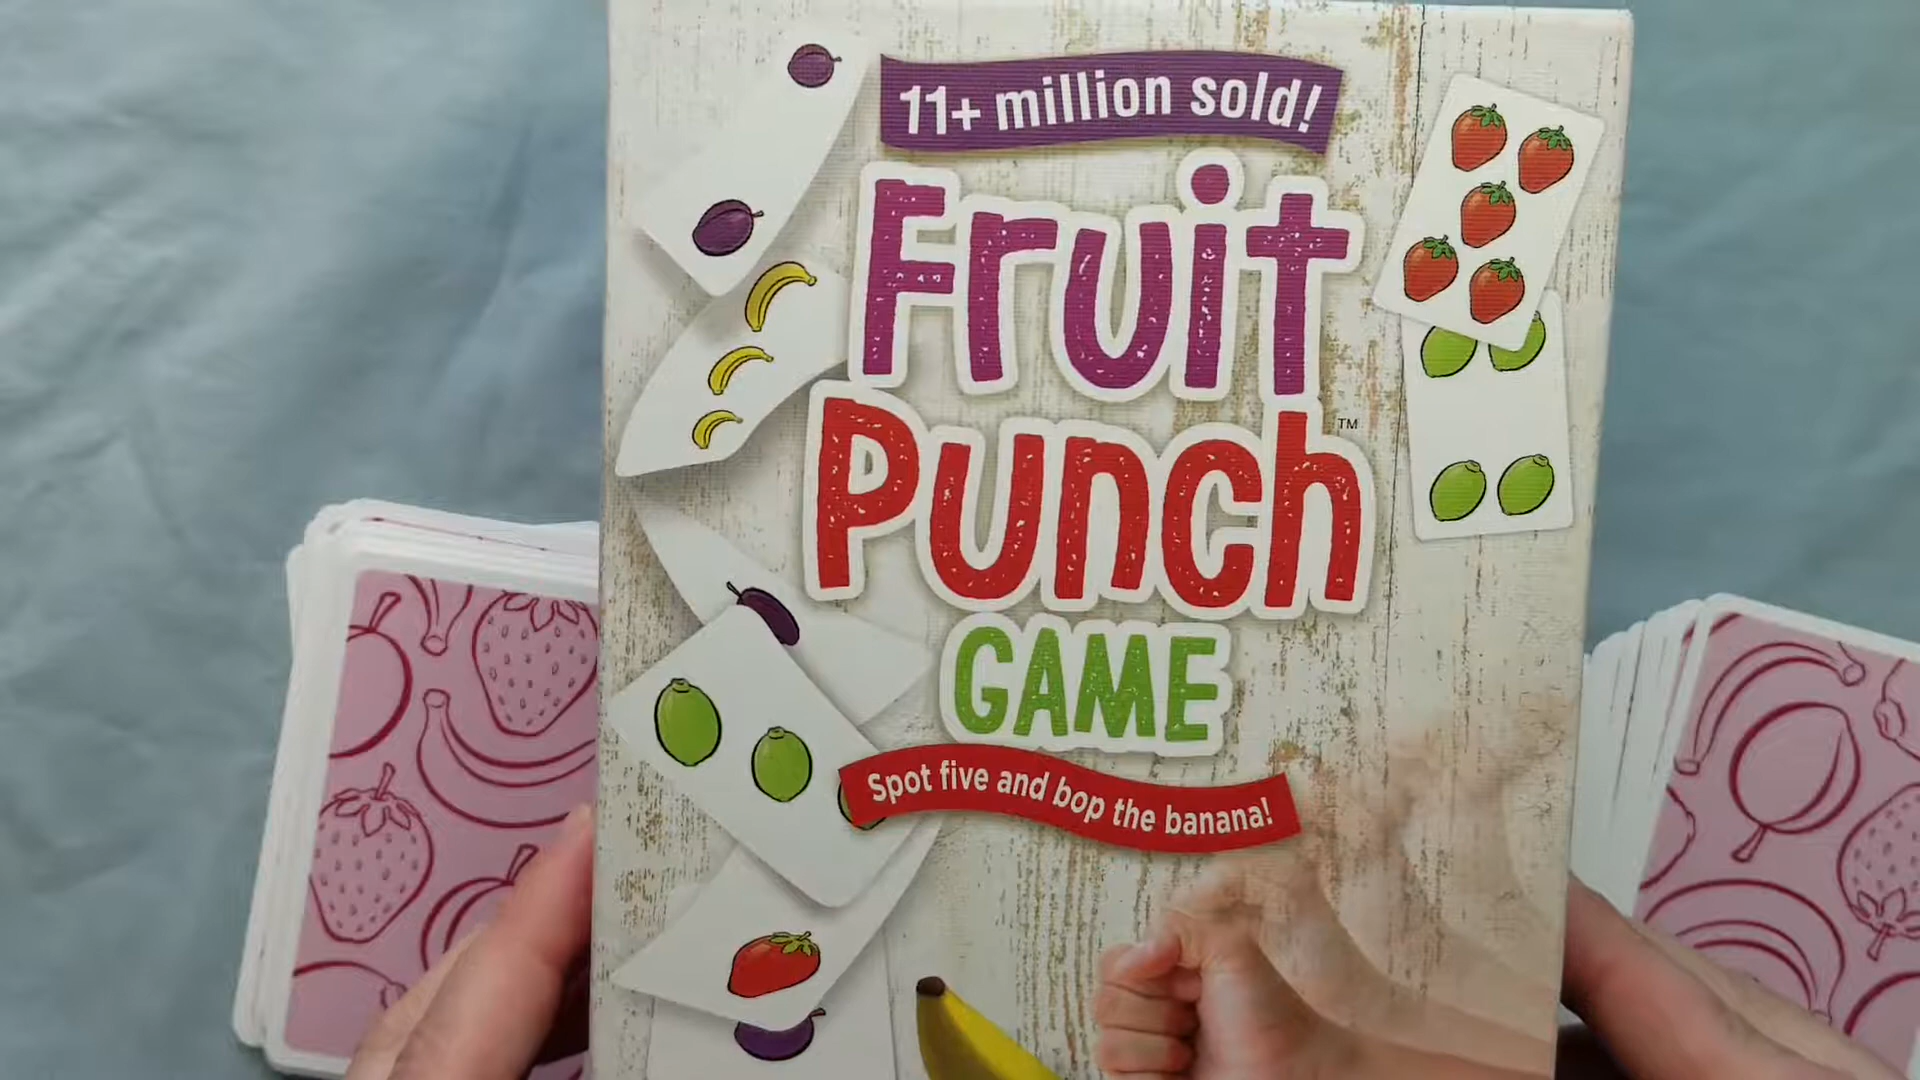 11+ million sold!
Fruit
Punch™
GAME
Spot five and bop the banana!